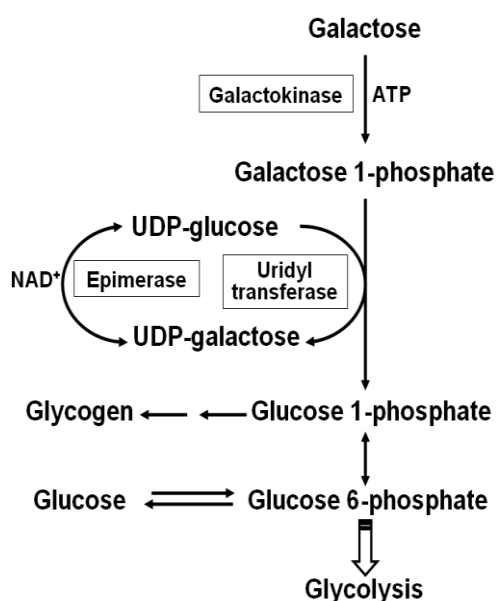 Galactose
Galactokinase
ATP
Galactose 1-phosphate
UDP-glucose
NAD+
Epimerase
Uridyl
transferase
UDP-galactose
Glycogen
Glucose 1-phosphate
Glucose
Glucose 6-phosphate
Glycolysis